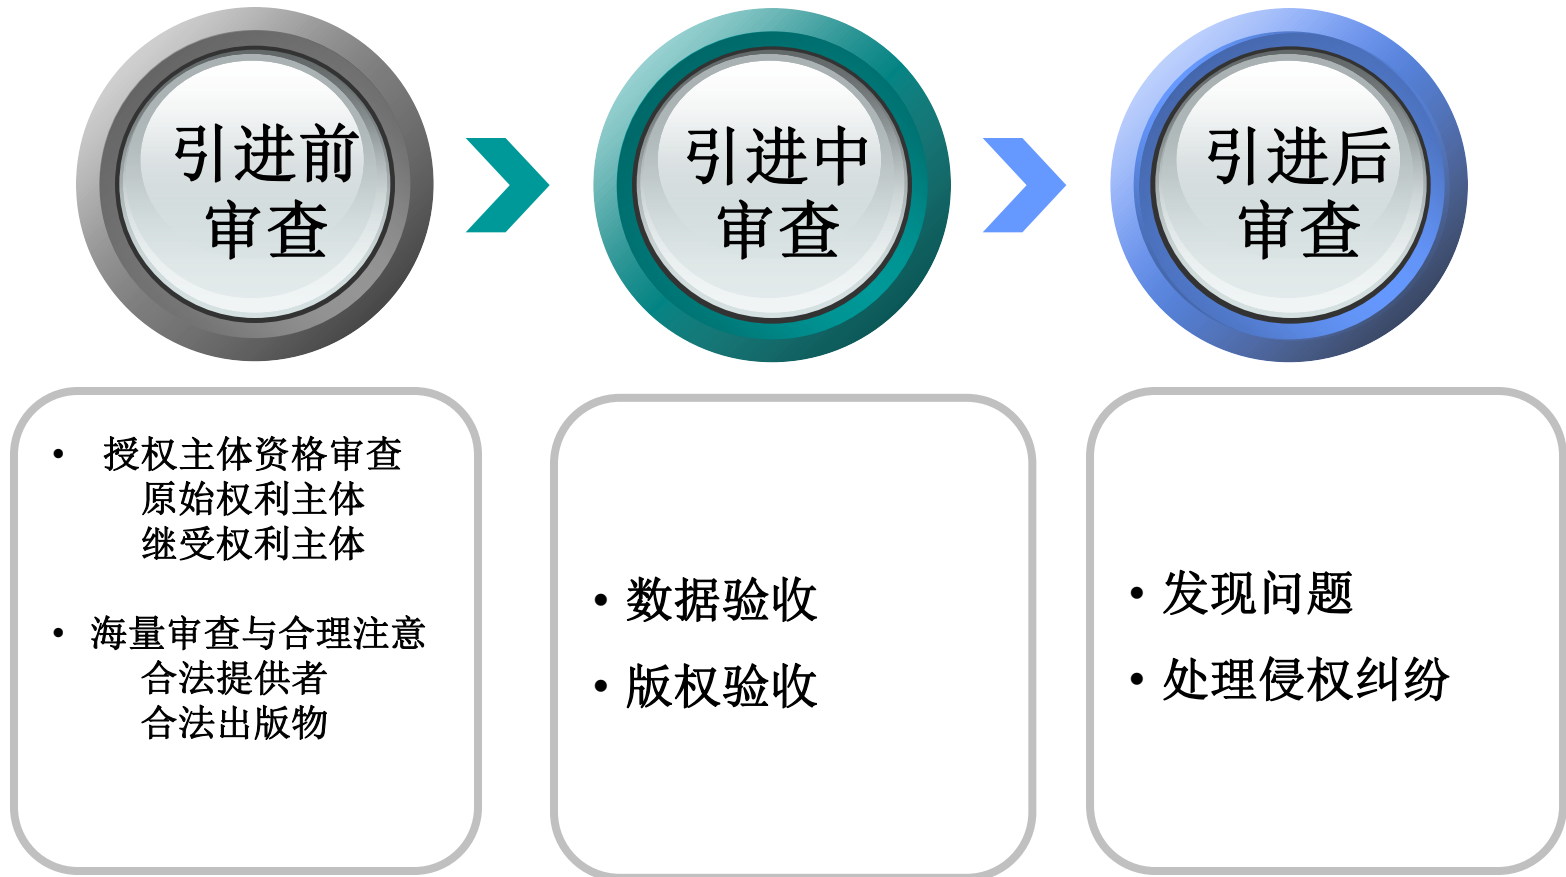 引进前
审查
引进中
审查
引进后
审查
• 授权主体资格审查
原始权利主体
继受权利主体
• 海量审查与合理注意
合法提供者
合法出版物
• 数据验收
• 版权验收
• 发现问题
• 处理侵权纠纷